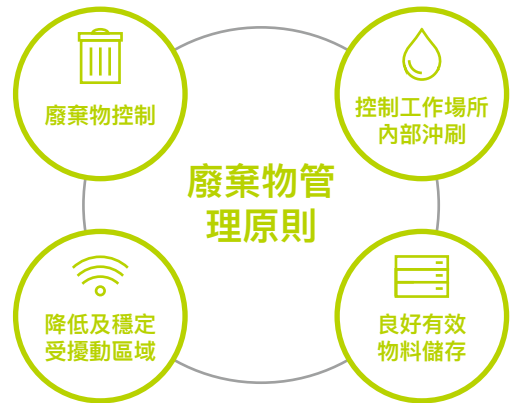 廢棄物控制
控制工作場所
內部沖刷
廢棄物管
理原則
降低及穩定
受擾動區域
良好有效
物料儲存